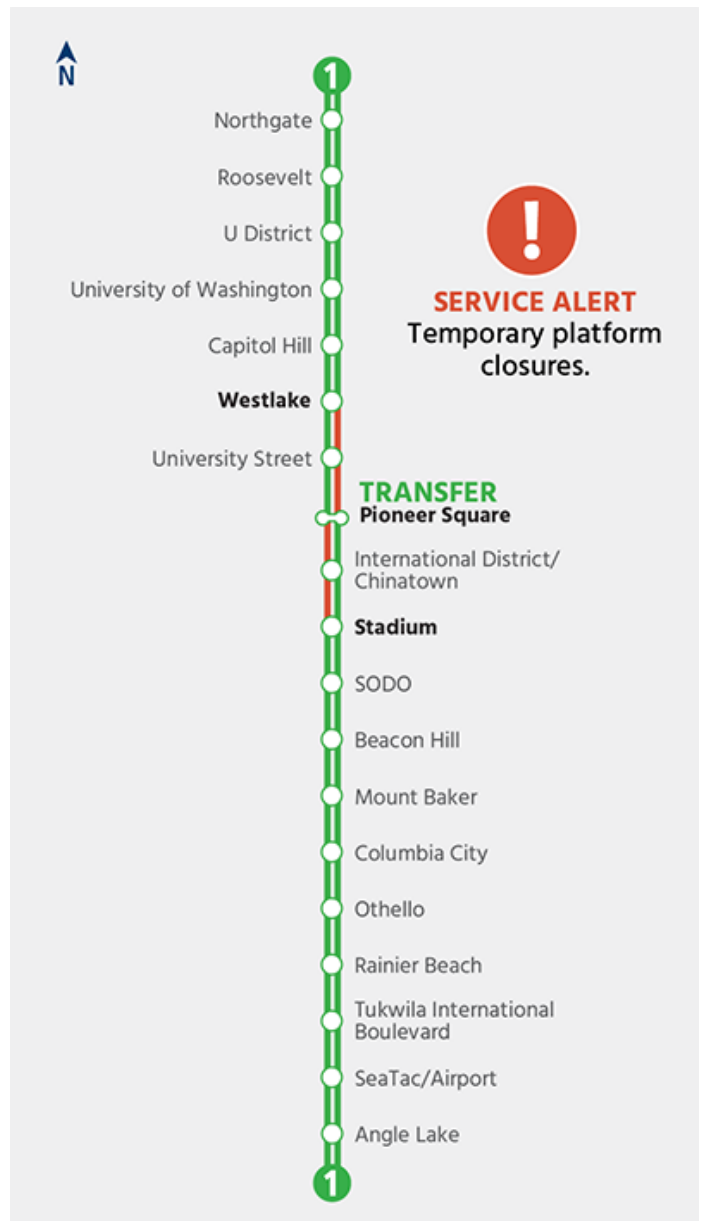 N
1
Northgate
Roosevelt
U District
University of Washington
Capitol Hill
Westlake
University Street
!
SERVICE ALERT
Temporary platform
closures.
TRANSFER
Pioneer Square
International District/
Chinatown
Stadium
SODO
Beacon Hill
Mount Baker
Columbia City
Othello
Rainier Beach
Tukwila International
Boulevard
SeaTac/Airport
Angle Lake
1